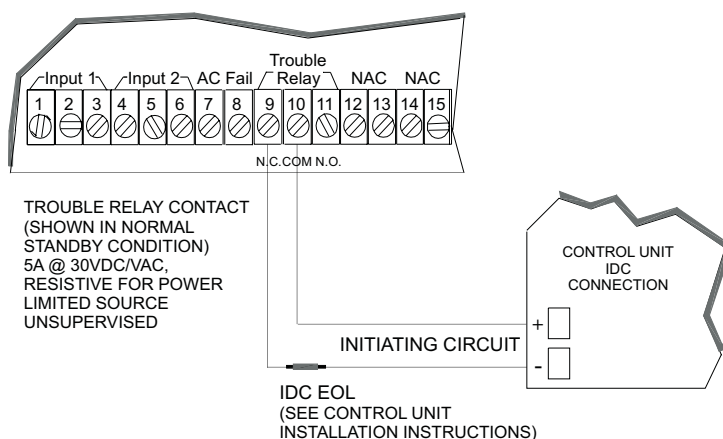 Trouble
Input 1 Input 2 AC Fail Relay NAC NAC
1 2 3 4 5 6 7 8 9 10 11 12 13 14 15
N.C.COM N.O.
TROUBLE RELAY CONTACT
(SHOWN IN NORMAL
STANDBY CONDITION)
5A @ 30VDC/VAC,
RESISTIVE FOR POWER
LIMITED SOURCE
UNSUPERVISED
CONTROL UNIT
IDC
CONNECTION
+
INITIATING CIRCUIT
-
IDC EOL
(SEE CONTROL UNIT
INSTALLATION INSTRUCTIONS)